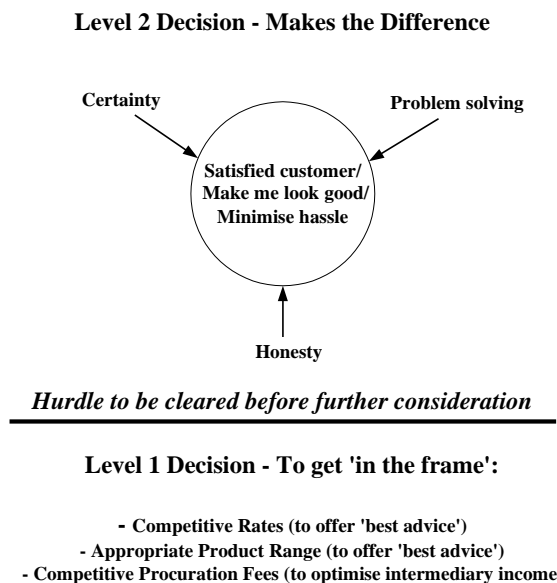 Level 2 Decision - Makes the Difference
Certainty
Problem solving
Satisfied customer/
Make me look good/
Minimise hassle
Honesty
Hurdle to be cleared before further consideration
Level 1 Decision - To get 'in the frame':
- Competitive Rates (to offer 'best advice')
- Appropriate Product Range (to offer 'best advice')
- Competitive Procuration Fees (to optimise intermediary income